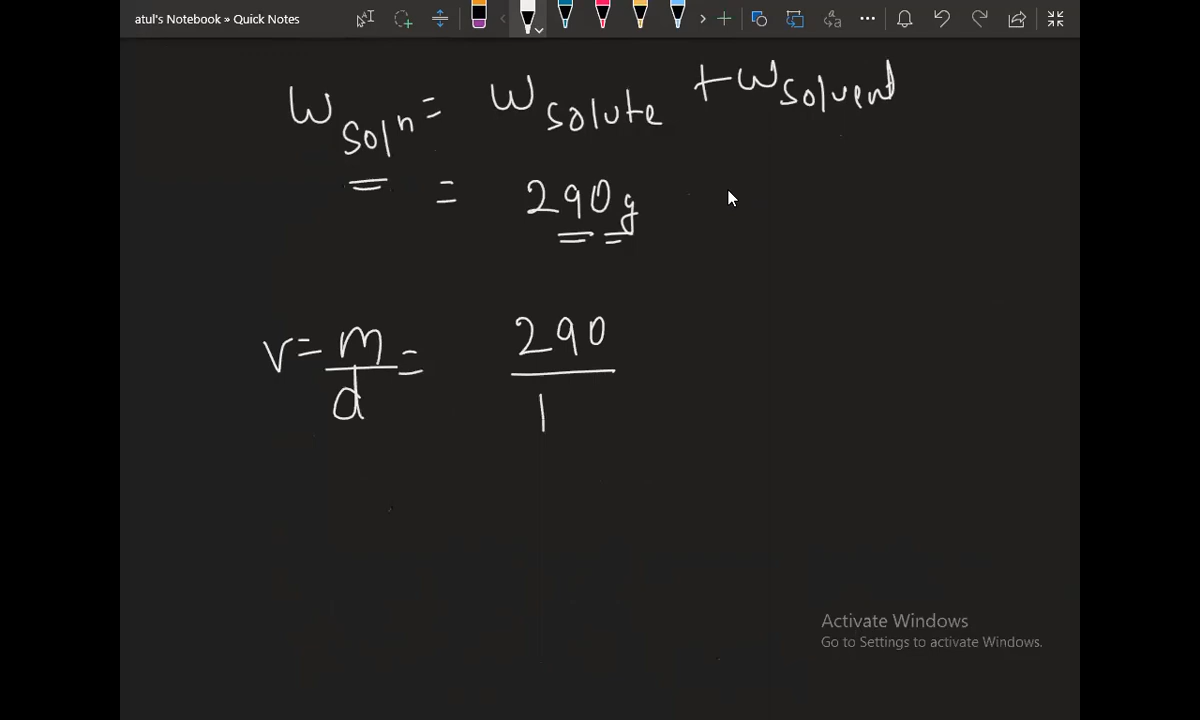 atul's Notebook » Quick Notes
W soln = W solute + W solvent
= 290g
V = m/d = 290/1
Activate Windows
Go to Settings to activate Windows.